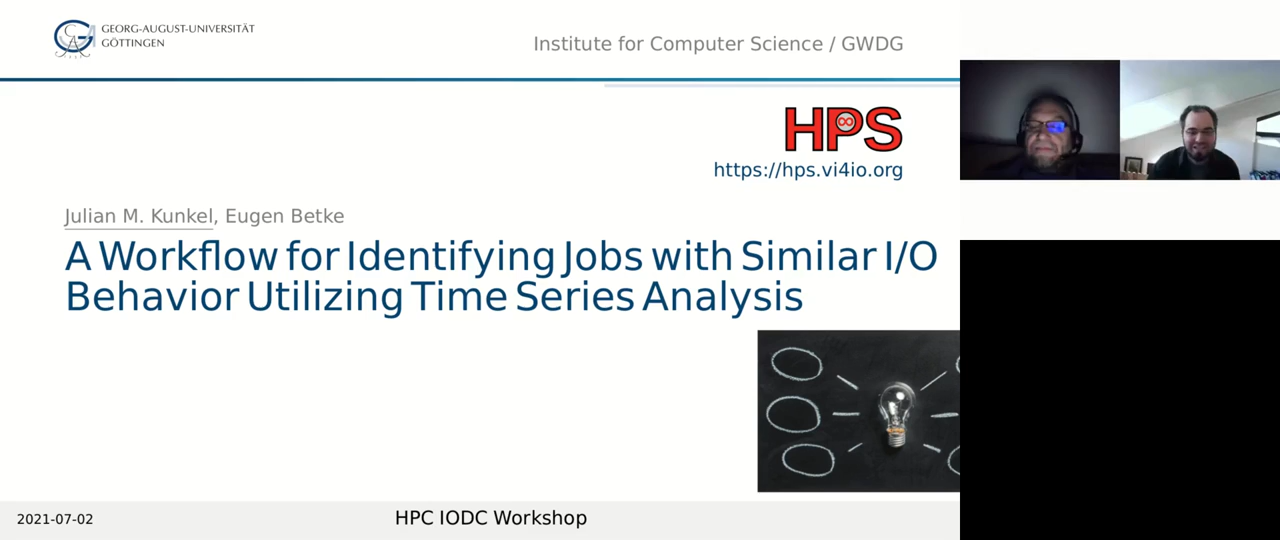 GEORG-AUGUST-UNIVERSITÄT
GÖTTINGEN
Institute for Computer Science / GWDG
HPS
https://hps.vi4io.org
Julian M. Kunkel, Eugen Betke
A Workflow for Identifying Jobs with Similar I/O
Behavior Utilizing Time Series Analysis
2021-07-02
HPC IODC Workshop